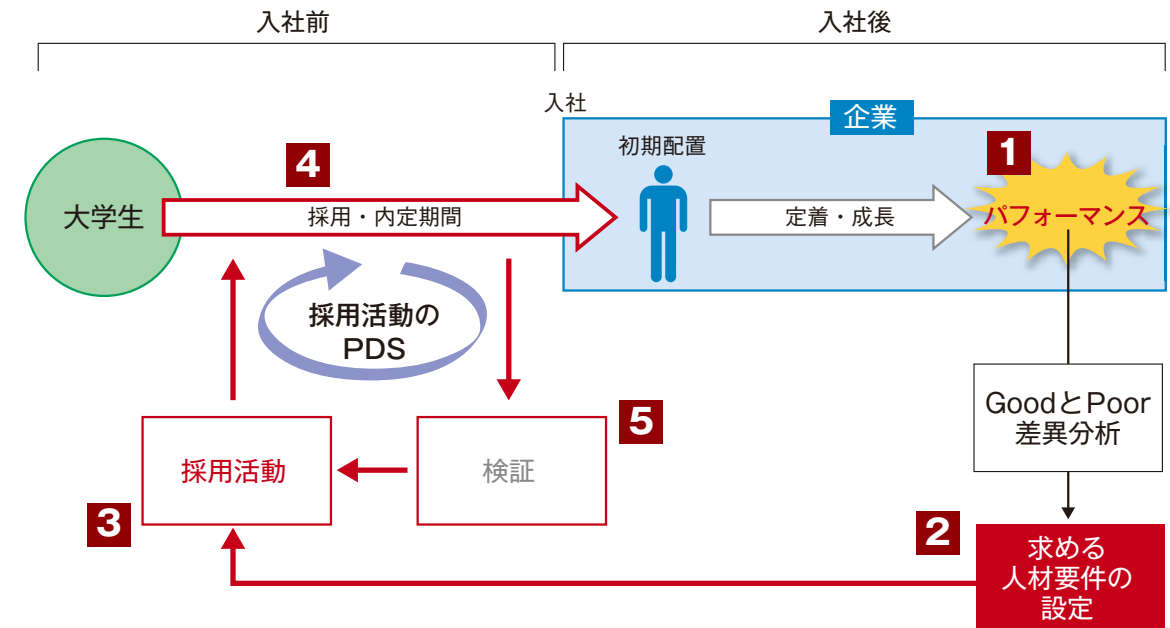 入社前
入社後
入社
企業
初期配置
4
1
大学生
採用・内定期間
定着・成長
パフォーマンス
採用活動の
PDS
GoodとPoor
差異分析
5
採用活動
検証
3
2
求める
人材要件の
設定